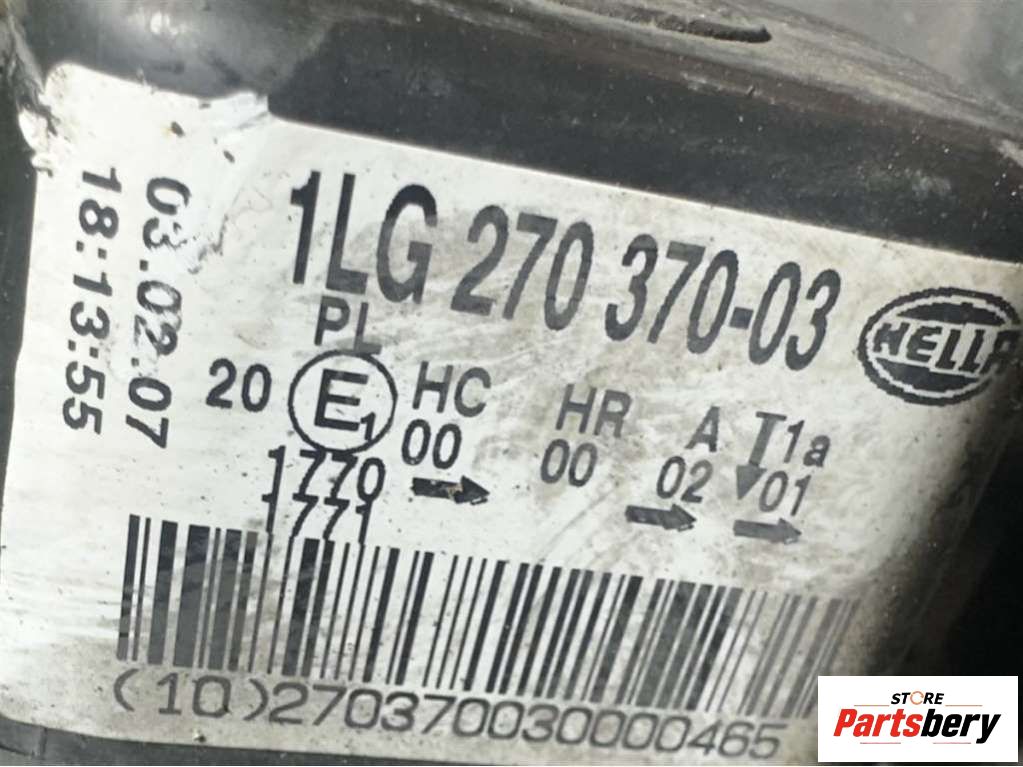 1LG 270 370-03
HELLA
03.02.07
18:13:55
PL
20 E1 HC HR A T1a
00 00 02 01
1770
1771
(10)270370030000465
STORE
Partsbery